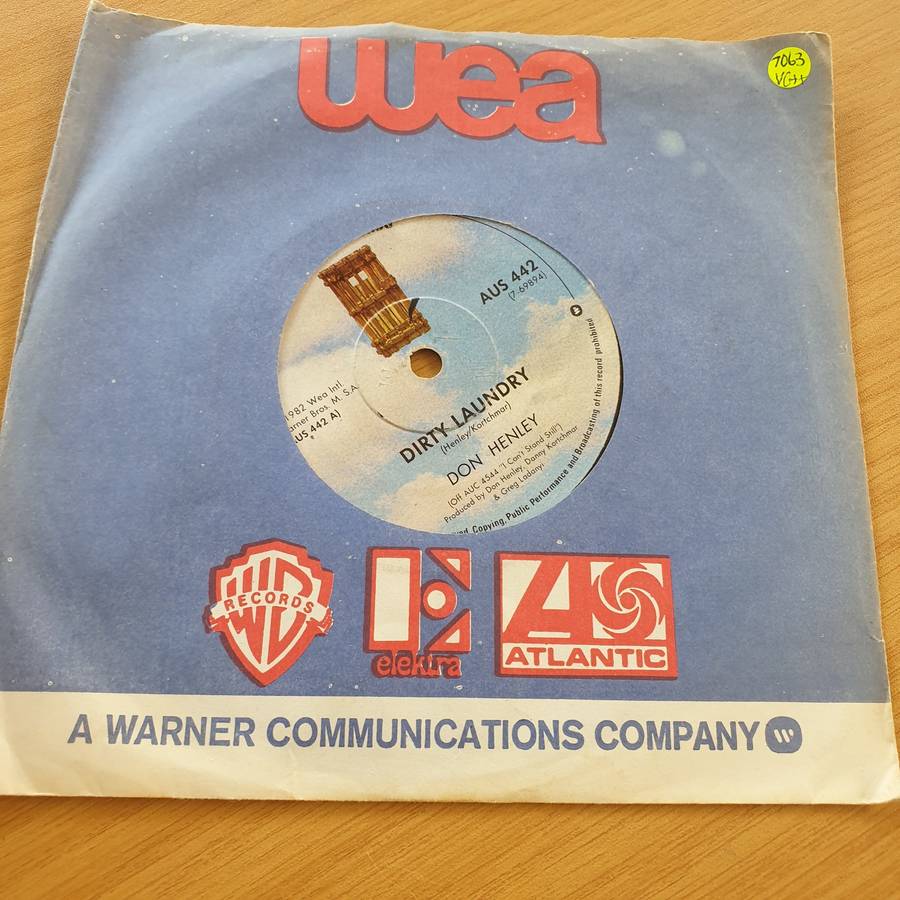 wea
7063
VG++
AUS 442
(7-69894)
1982 Wea Intl.
Warner Bros. M. S.A.
AUS 442 A)
DIRTY LAUNDRY
(Henley/Kortchmar)
DON HENLEY
(Off AUC 4544 "I Can't Stand Still")
Produced by Don Henley, Danny Kortchmar
& Greg Ladanyi
Copying, Public Performance and Broadcasting of this record prohibited
WB
RECORDS
E
elektra
A
ATLANTIC
A WARNER COMMUNICATIONS COMPANY